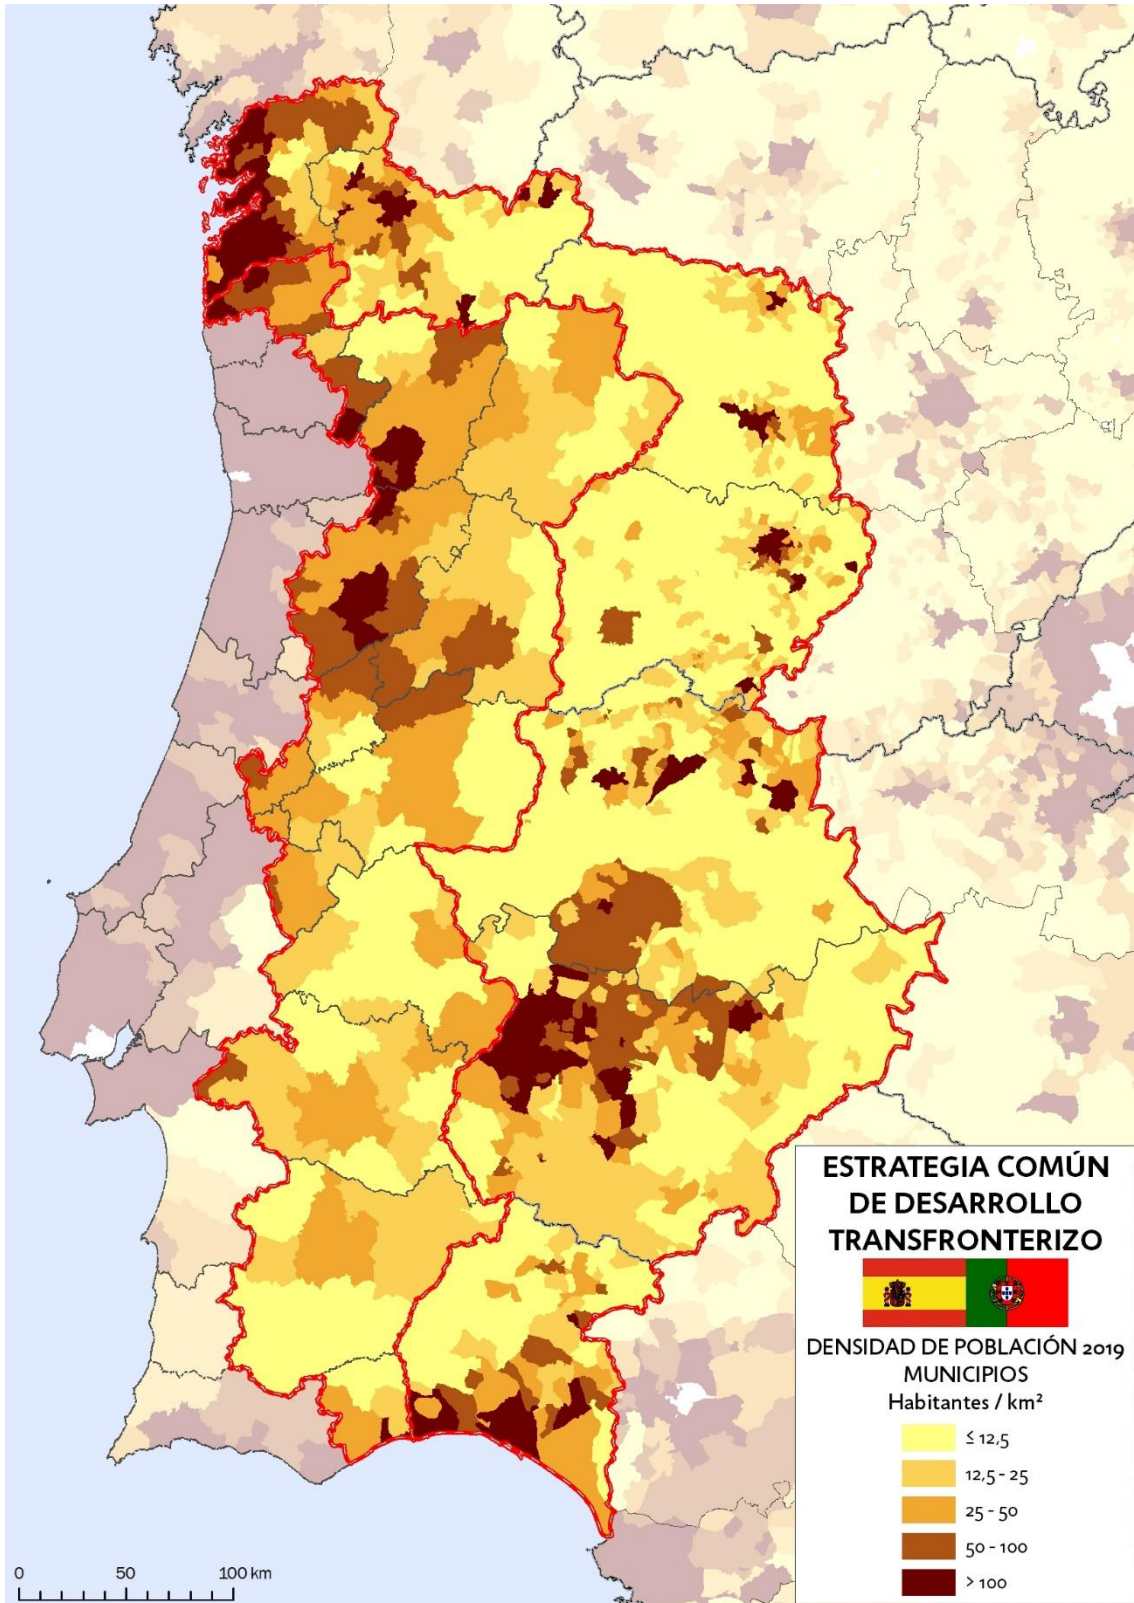 ESTRATEGIA COMÚN
DE DESARROLLO
TRANSFRONTERIZO
DENSIDAD DE POBLACIÓN 2019
MUNICIPIOS
Habitantes / km²
≤ 12,5
12,5 - 25
25 - 50
50 - 100
> 100
0 50 100 km